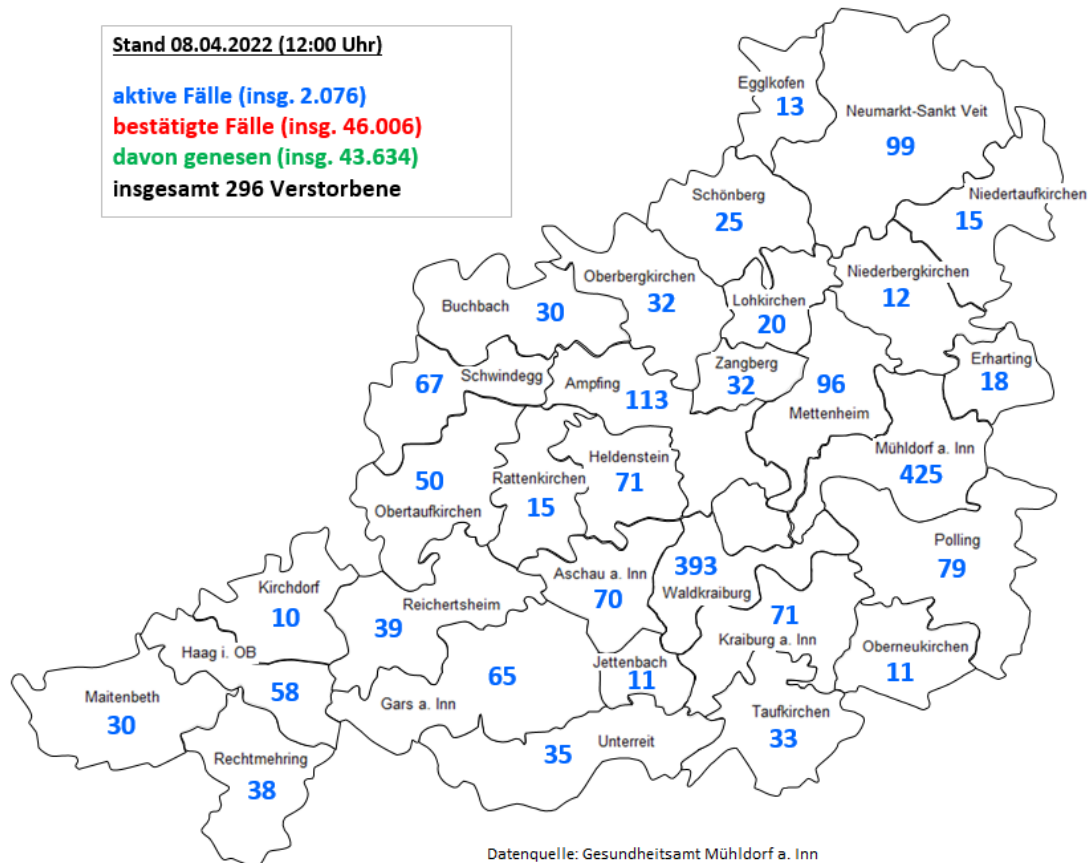 Stand 08.04.2022 (12:00 Uhr)
aktive Fälle (insg. 2.076)
bestätigte Fälle (insg. 46.006)
davon genesen (insg. 43.634)
insgesamt 296 Verstorbene
Egglkofen
13
Neumarkt-Sankt Veit
99
Schönberg
25
Niedertaufkirchen
15
Oberbergkirchen
32
Niederbergkirchen
12
Buchbach
30
Lohkirchen
20
Schwindegg
67
Ampfing
113
Zangberg
32
96
Mettenheim
Erharting
18
Mühldorf a. Inn
425
50
Obertaufkirchen
Rattenkirchen
15
Heldenstein
71
Polling
79
Kirchdorf
10
Reichertsheim
39
Aschau a. Inn
70
393
Waldkraiburg
71
Kraiburg a. Inn
Oberneukirchen
11
Haag i. OB
58
Maitenbeth
30
Gars a. Inn
65
Jettenbach
11
Taufkirchen
33
Rechtmehring
38
35
Unterreit
Datenquelle: Gesundheitsamt Mühldorf a. Inn